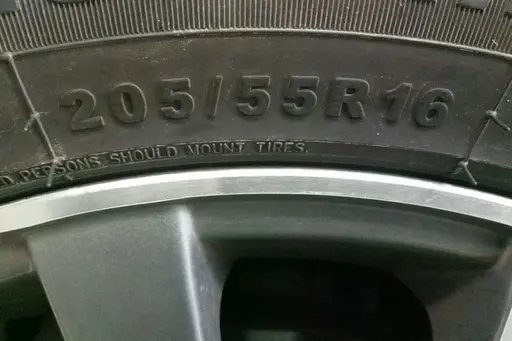 205/55R16
D PERSONS SHOULD MOUNT TIRES.